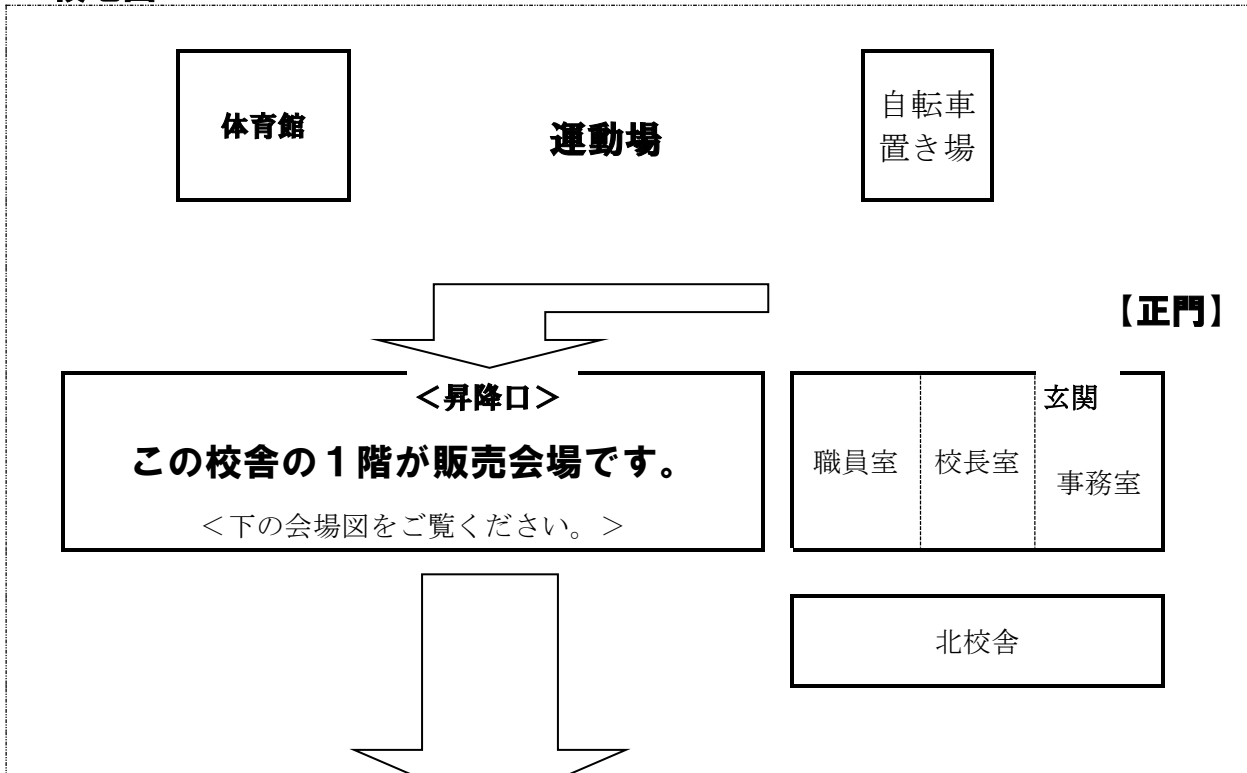 体育館
運動場
自転車
置き場
【正門】
＜昇降口＞
この校舎の１階が販売会場です。
＜下の会場図をご覧ください。＞
職員室
校長室
玄関
事務室
北校舎